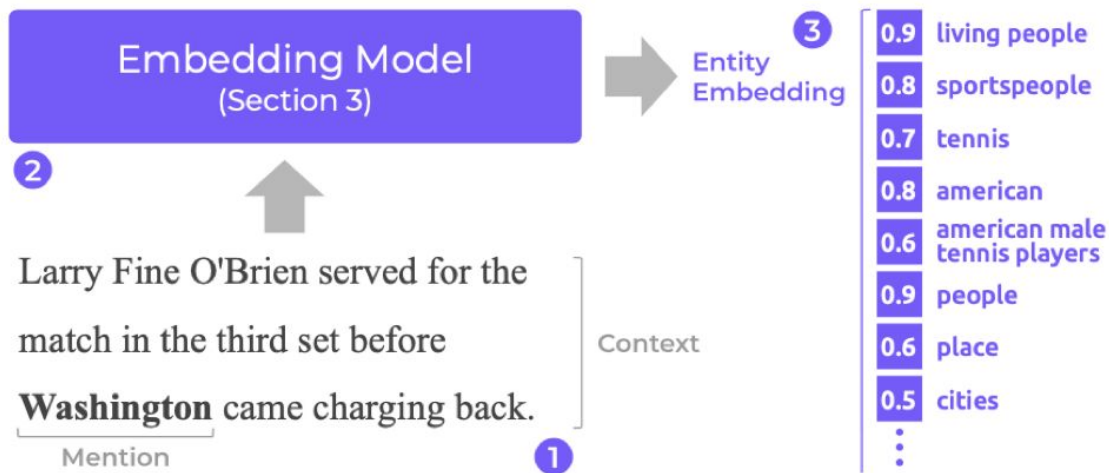 Embedding Model
(Section 3)
2
Larry Fine O'Brien served for the
match in the third set before
Washington came charging back.
Mention
Context
1
Entity
Embedding
3
0.9 living people
0.8 sportspeople
0.7 tennis
0.8 american
0.6 american male
tennis players
0.9 people
0.6 place
0.5 cities